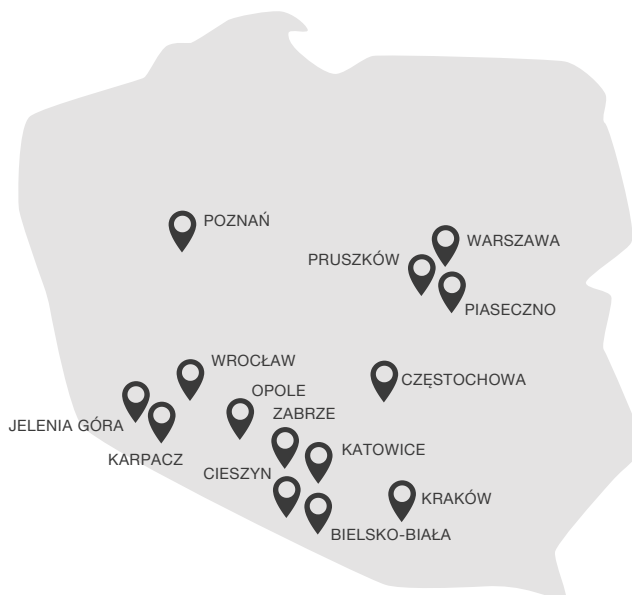 POZNAŃ
WARSZAWA
PRUSZKÓW
PIASECZNO
WROCŁAW
CZĘSTOCHOWA
OPOLE
ZABRZE
JELENIA GÓRA
KATOWICE
KARPACZ
CIESZYN
KRAKÓW
BIELSKO-BIAŁA